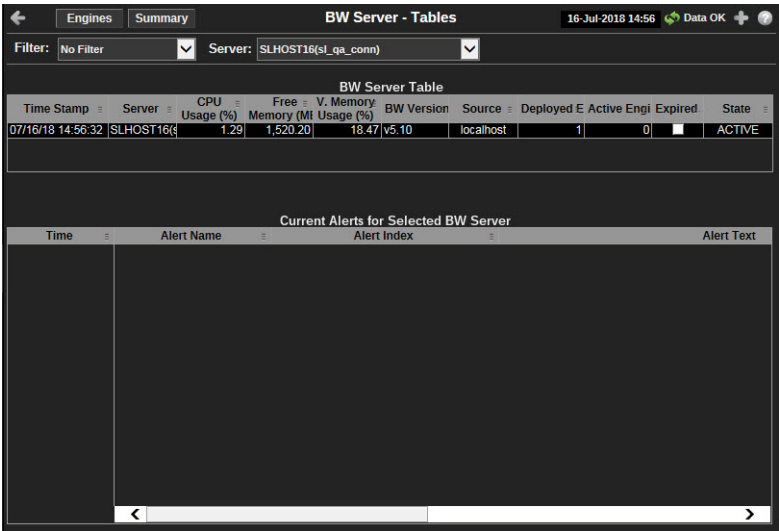 Engines Summary BW Server - Tables 16-Jul-2018 14:56 Data OK
Filter: No Filter Server: SLHOST16(sl_qa_conn)
BW Server Table
Time Stamp Server CPU Usage (%) Free Memory (MB V. Memory Usage (%) BW Version Source Deployed E Active Engi Expired State
07/16/18 14:56:32 SLHOST16(s 1.29 1,520.20 18.47 v5.10 localhost 1 0 ACTIVE
Current Alerts for Selected BW Server
Time Alert Name Alert Index Alert Text